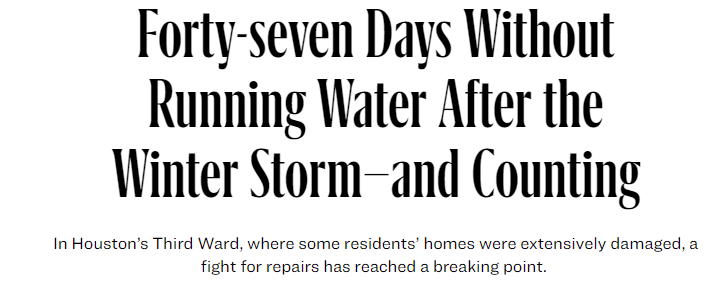 Forty-seven Days Without
Running Water After the
Winter Storm—and Counting
In Houston’s Third Ward, where some residents’ homes were extensively damaged, a
fight for repairs has reached a breaking point.